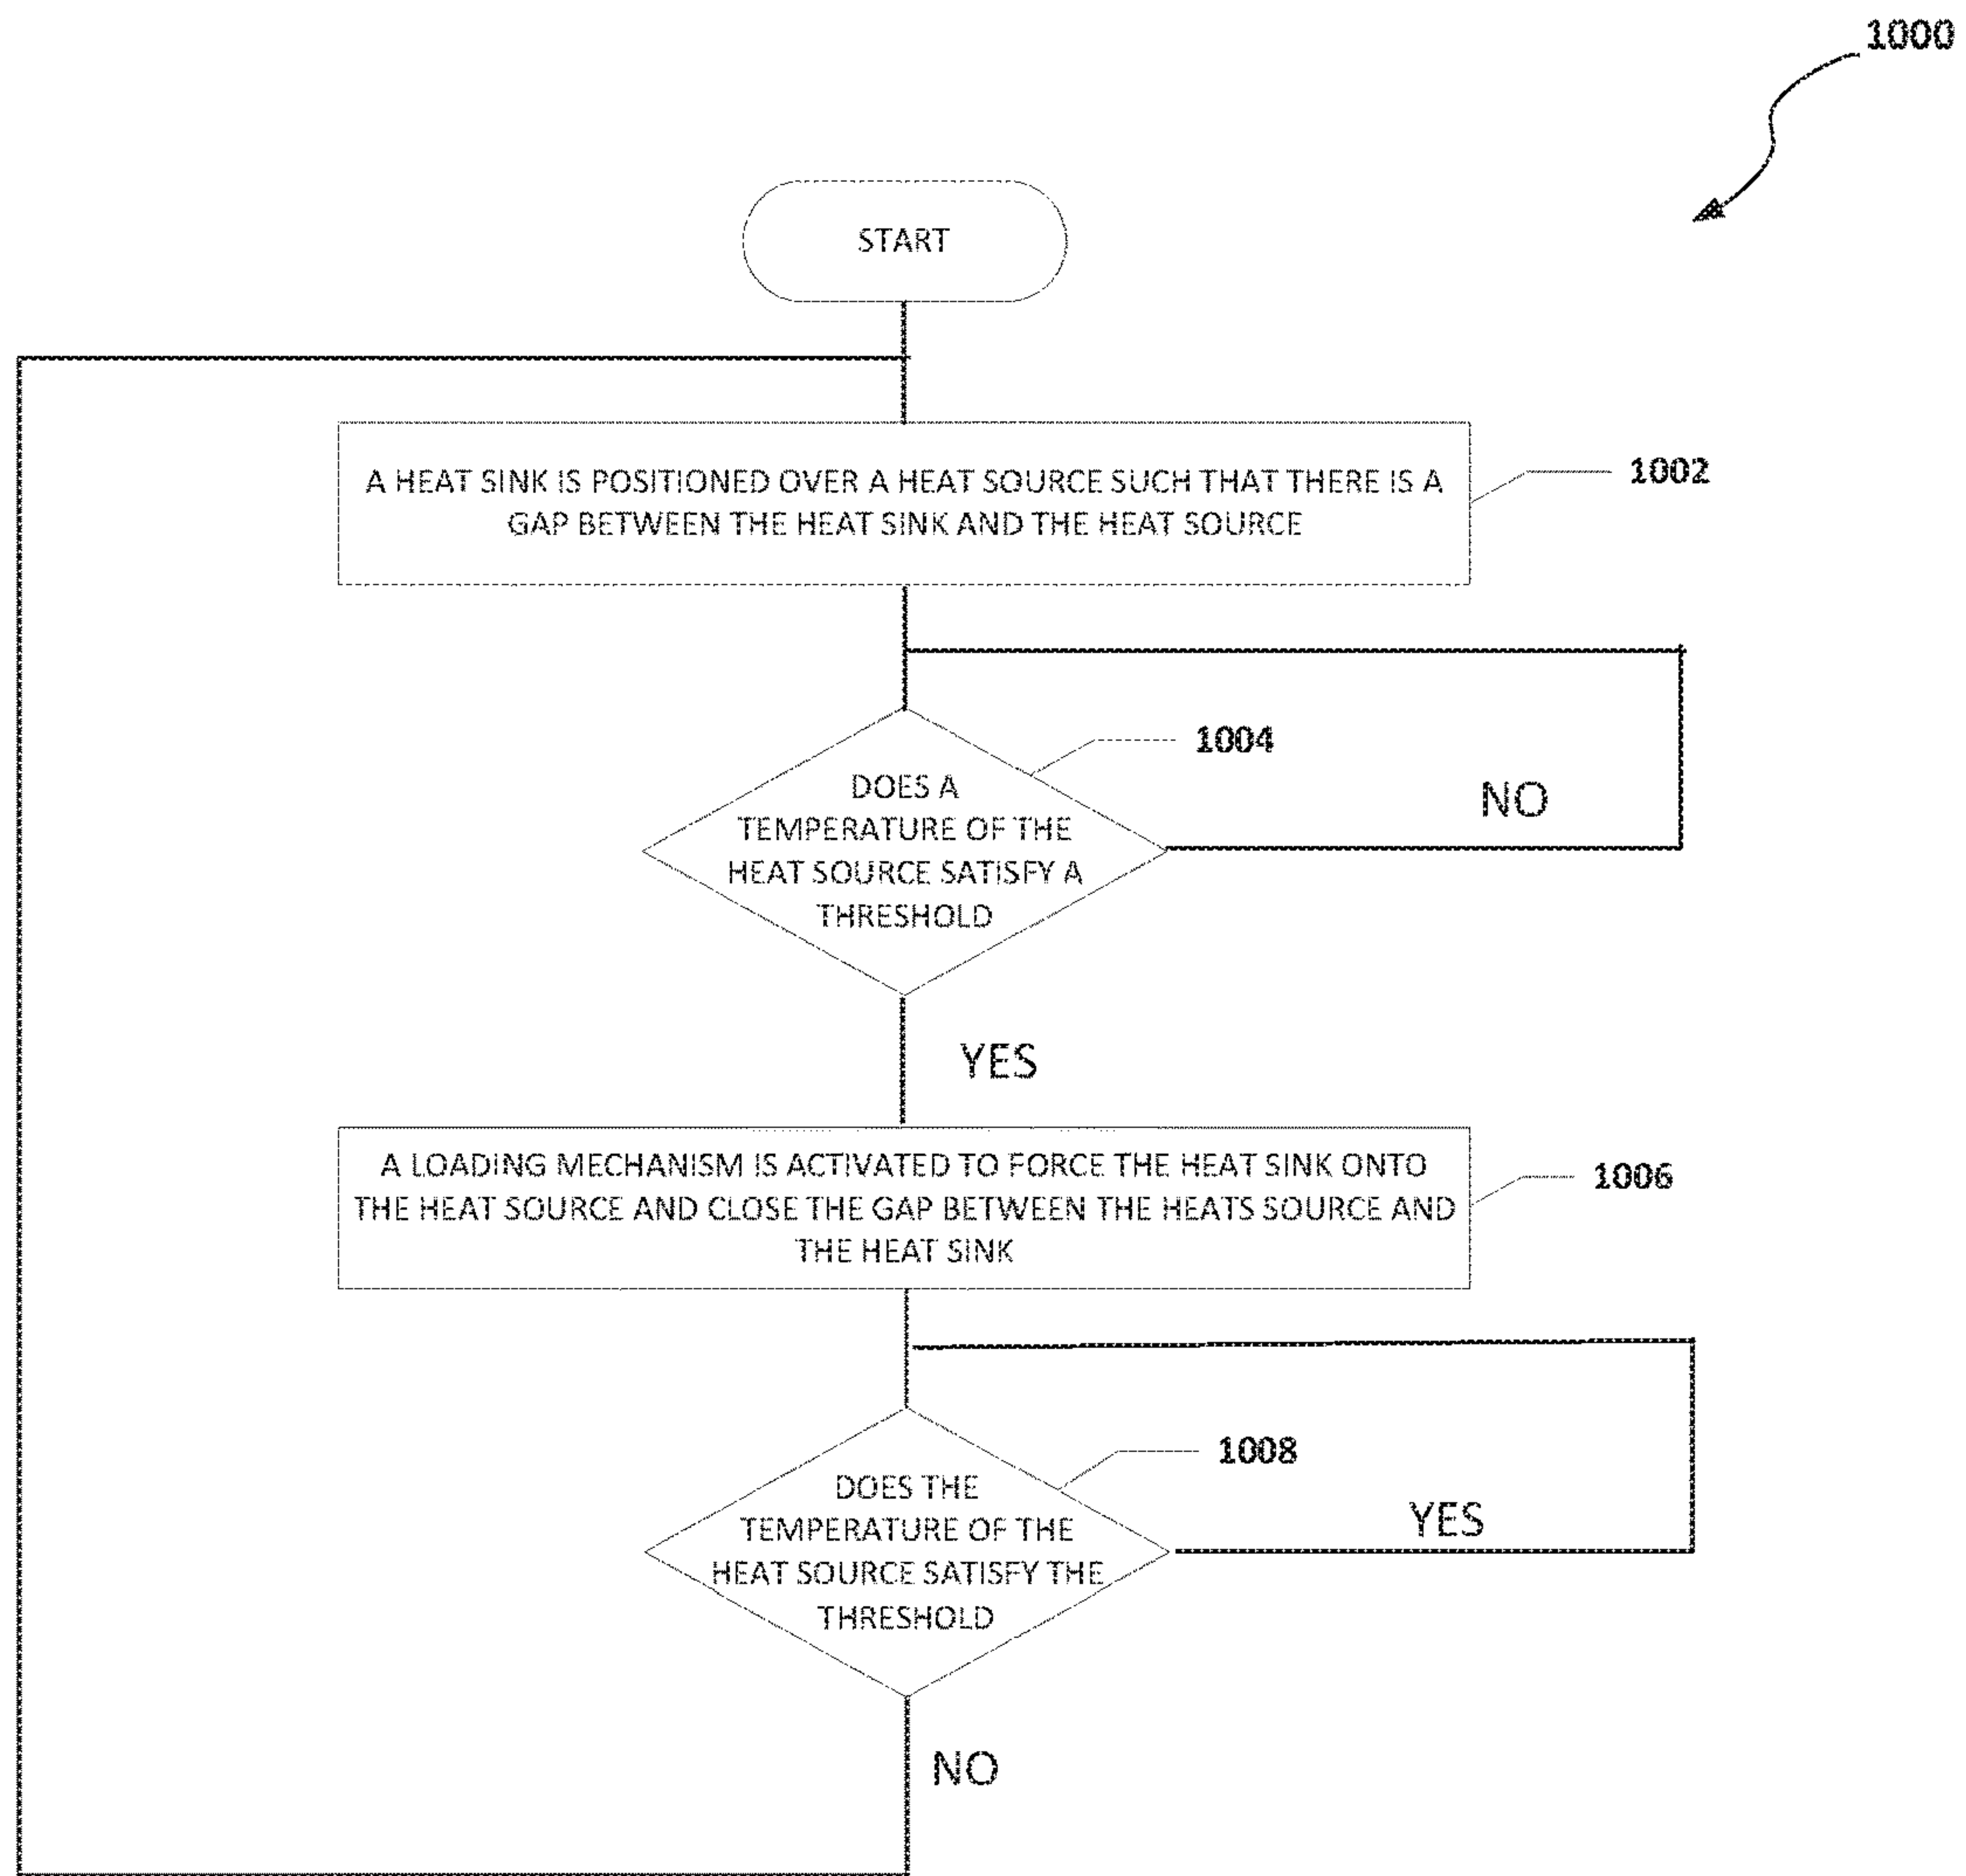 1000
START
A HEAT SINK IS POSITIONED OVER A HEAT SOURCE SUCH THAT THERE IS A
GAP BETWEEN THE HEAT SINK AND THE HEAT SOURCE
1002
1004
DOES A
TEMPERATURE OF THE
HEAT SOURCE SATISFY A
THRESHOLD
NO
YES
A LOADING MECHANISM IS ACTIVATED TO FORCE THE HEAT SINK ONTO
THE HEAT SOURCE AND CLOSE THE GAP BETWEEN THE HEATS SOURCE AND
THE HEAT SINK
1006
1008
DOES THE
TEMPERATURE OF THE
HEAT SOURCE SATISFY THE
THRESHOLD
YES
NO